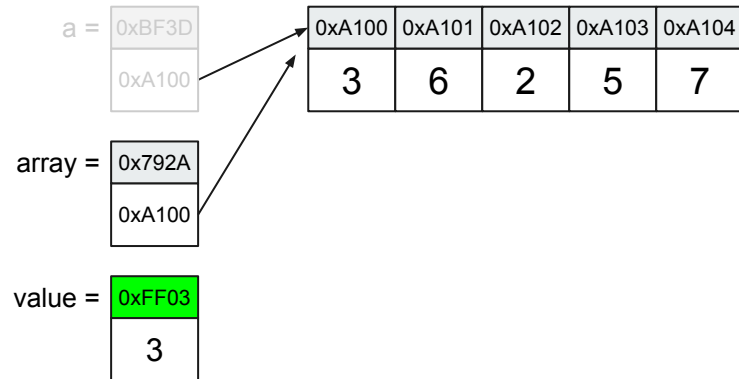 a = 0xBF3D 0xA100 0xA101 0xA102 0xA103 0xA104
0xA100 3 6 2 5 7
array = 0x792A
0xA100
value = 0xFF03
3